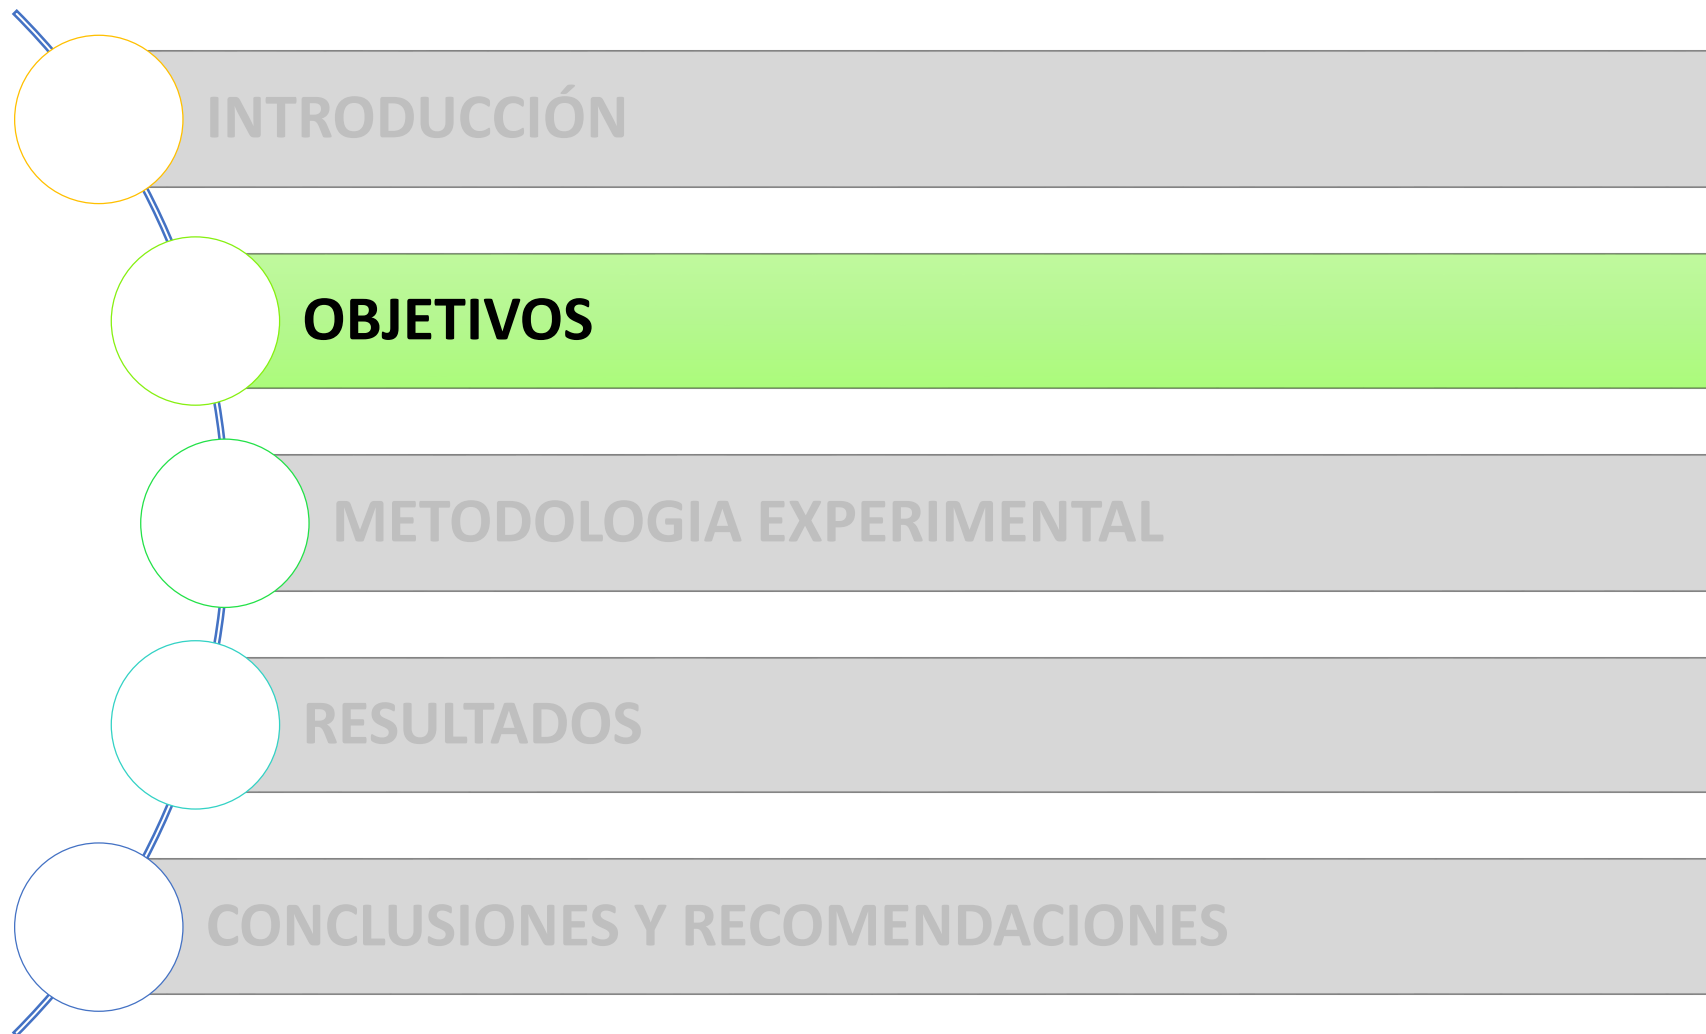 INTRODUCCIÓN
OBJETIVOS
METODOLOGIA EXPERIMENTAL
RESULTADOS
CONCLUSIONES Y RECOMENDACIONES